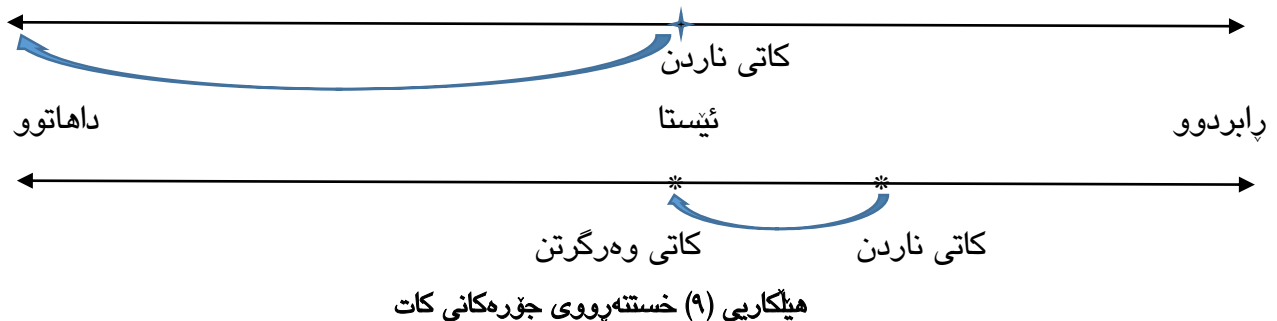 کاتی ناردن
ڕابردوو ئێستا داهاتوو
کاتی ناردن کاتی وەرگرتن
هێڵکاریی (٩) خستنەڕووی جۆرەکانی کات